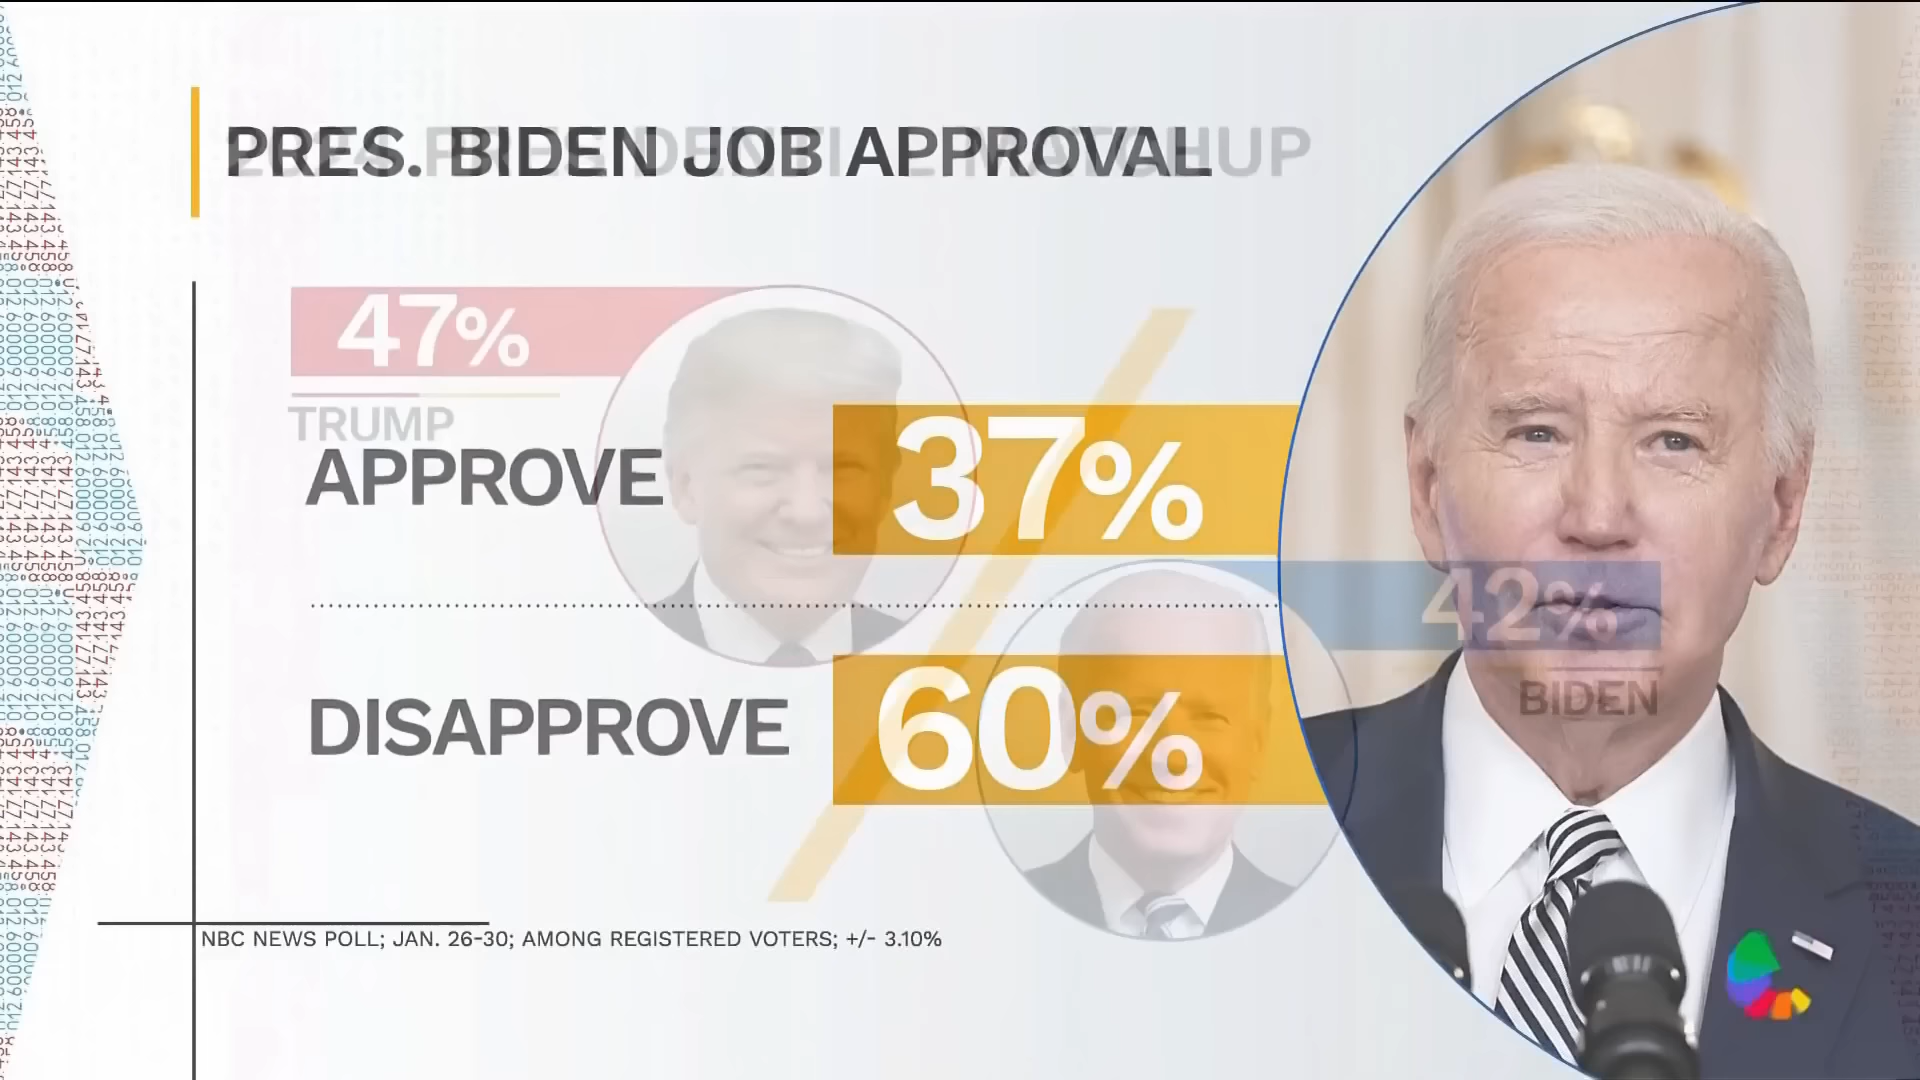 PRES. BIDEN JOB APPROVAL
47%
TRUMP
APPROVE 37%
42%
BIDEN
DISAPPROVE 60%
NBC NEWS POLL; JAN. 26-30; AMONG REGISTERED VOTERS; +/- 3.10%